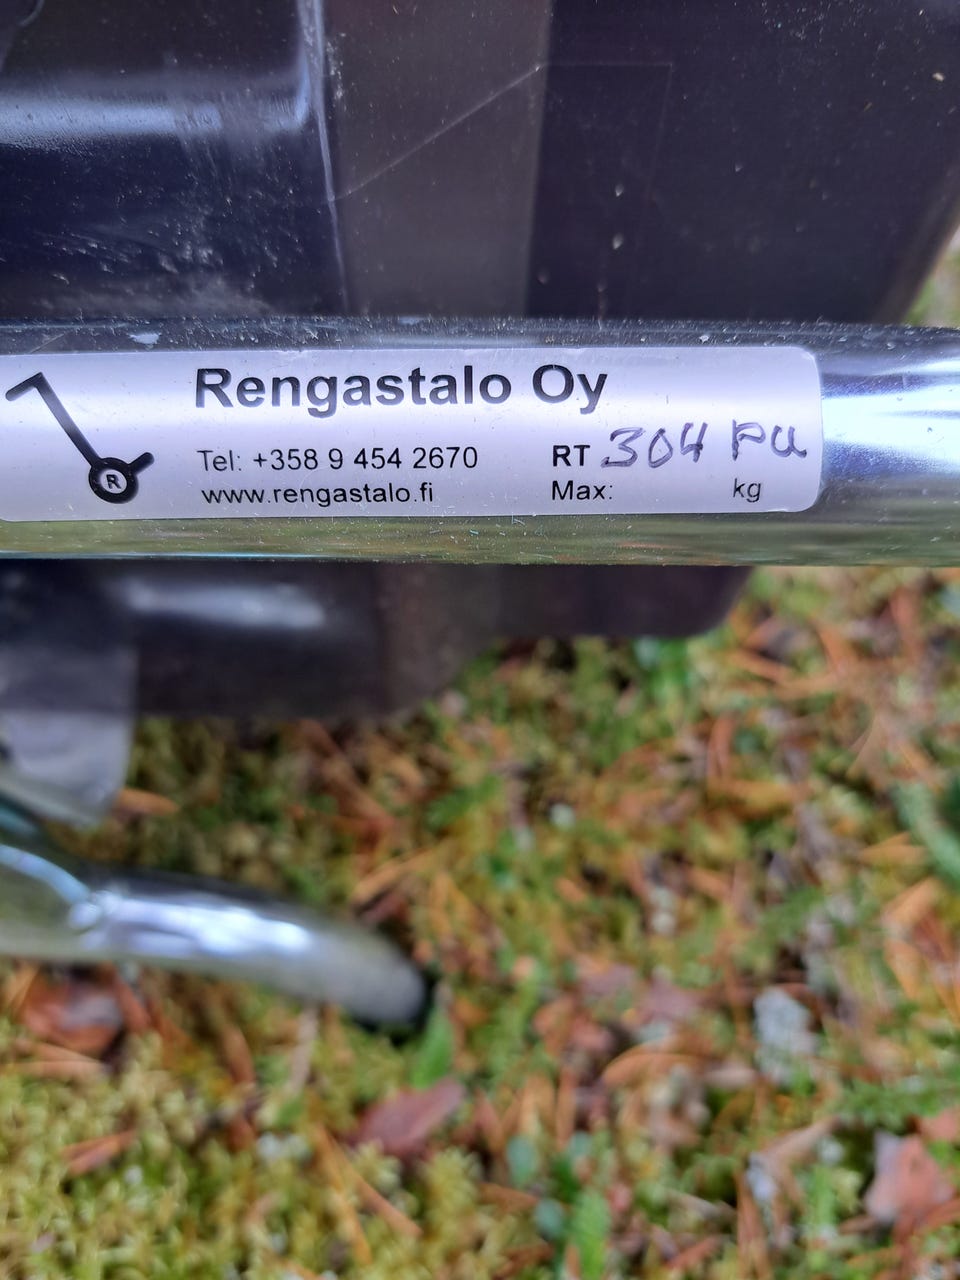 Rengastalo Oy
Tel: +358 9 454 2670
www.rengastalo.fi
RT 304 PU
Max: kg
R